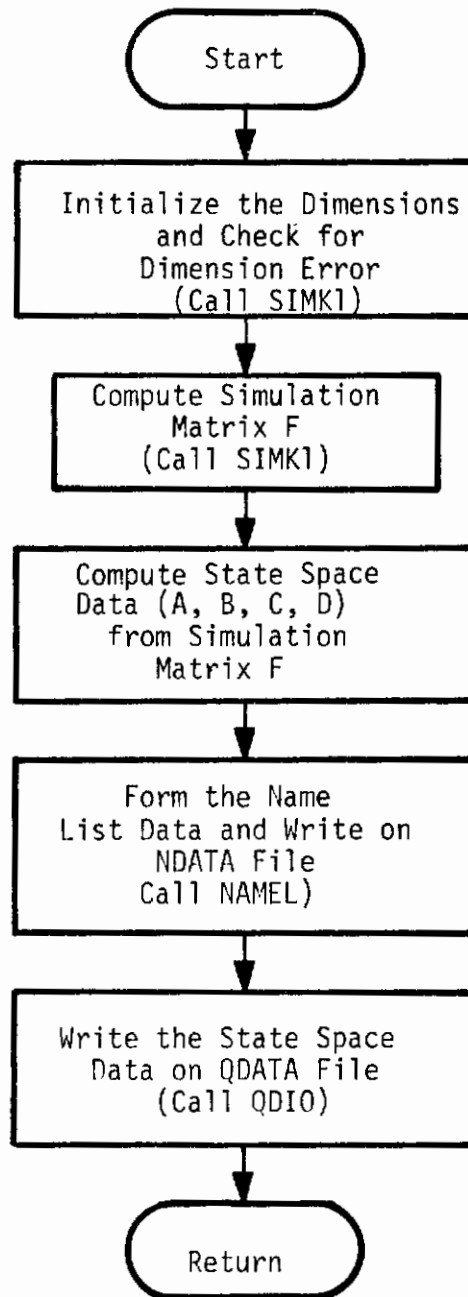 Start
Initialize the Dimensions
and Check for
Dimension Error
(Call SIMK1)
Compute Simulation
Matrix F
(Call SIMK1)
Compute State Space
Data (A, B, C, D)
from Simulation
Matrix F
Form the Name
List Data and Write on
NDATA File
Call NAMEL)
Write the State Space
Data on QDATA File
(Call QDIO)
Return